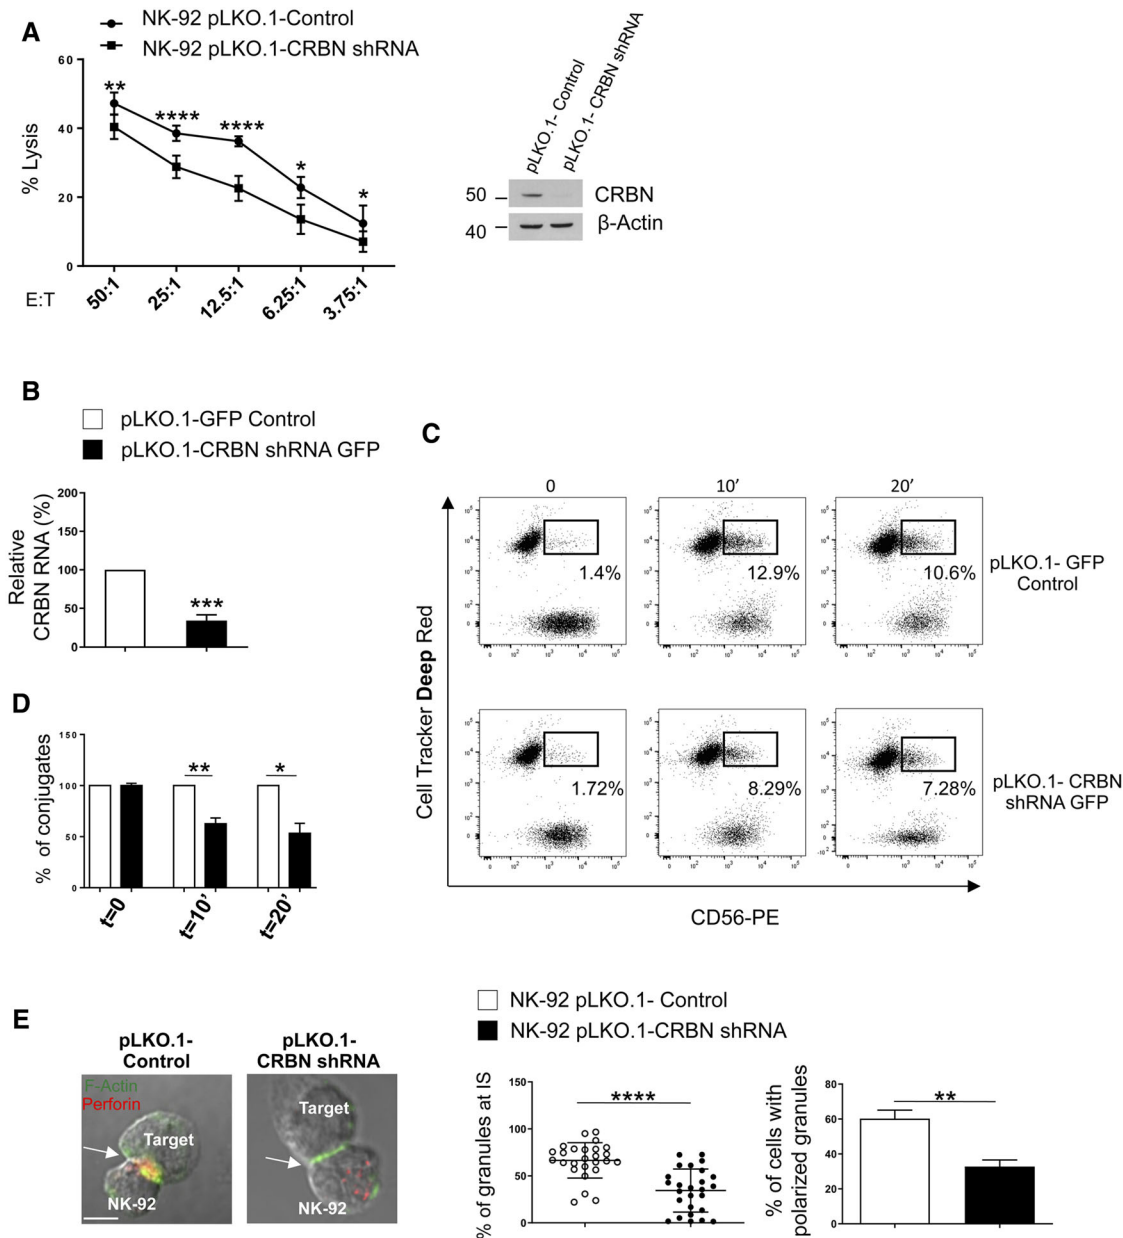 A
NK-92 pLKO.1-Control
NK-92 pLKO.1-CRBN shRNA
60
40
20
0
% Lysis
**
****
****
*
*
E:T
50:1
25:1
12.5:1
6.25:1
3.75:1
pLKO.1- Control
pLKO.1- CRBN shRNA
50
CRBN
40
β-Actin
B
pLKO.1-GFP Control
pLKO.1-CRBN shRNA GFP
Relative
CRBN RNA (%)
200
150
100
50
0
***
C
0
10’
20’
1.4%
12.9%
10.6%
pLKO.1- GFP
Control
1.72%
8.29%
7.28%
pLKO.1- CRBN
shRNA GFP
Cell Tracker Deep Red
CD56-PE
D
% of conjugates
150
100
50
0
**
*
t=0
t=10’
t=20’
E
pLKO.1-
Control
pLKO.1-
CRBN shRNA
F-Actin
Perforin
Target
NK-92
Target
NK-92
NK-92 pLKO.1- Control
NK-92 pLKO.1-CRBN shRNA
% of granules at IS
150
100
50
0
****
% of cells with
polarized granules
80
60
40
20
0
**